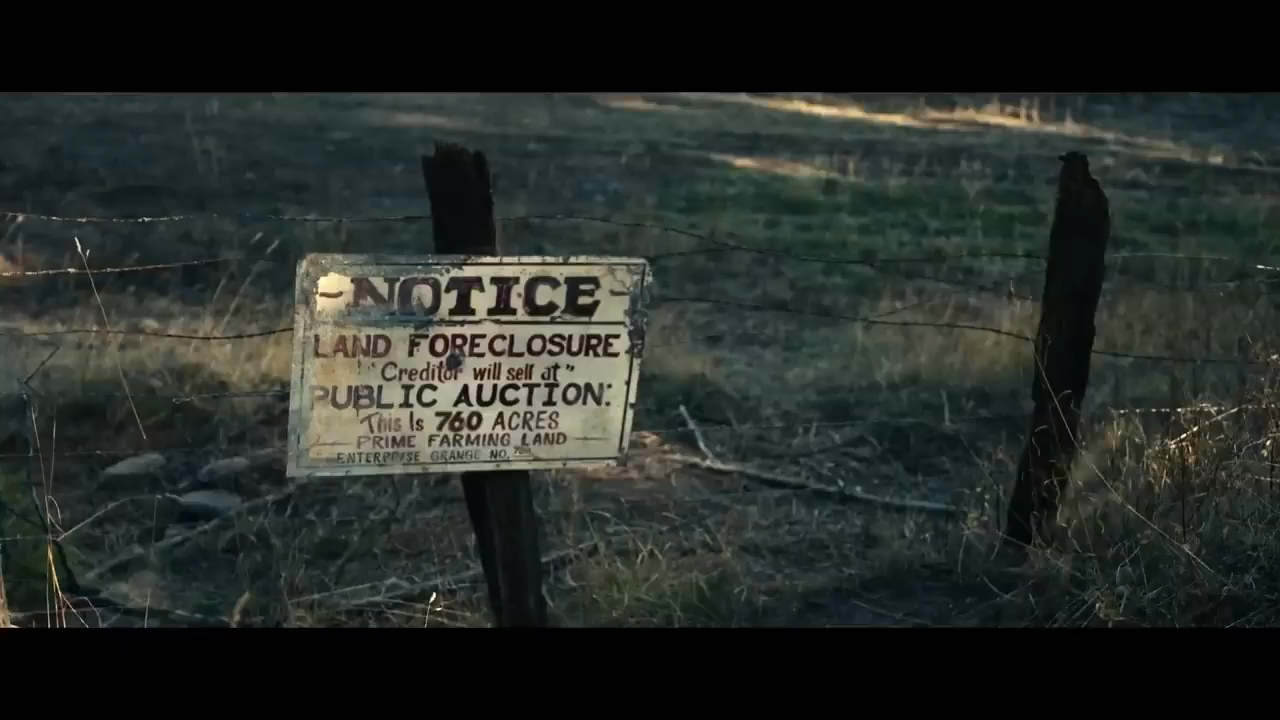 ~NOTICE~
LAND FORECLOSURE
"Creditor will sell at"
PUBLIC AUCTION:
This Is 760 ACRES
PRIME FARMING LAND
ENTERPRISE GRANGE NO.